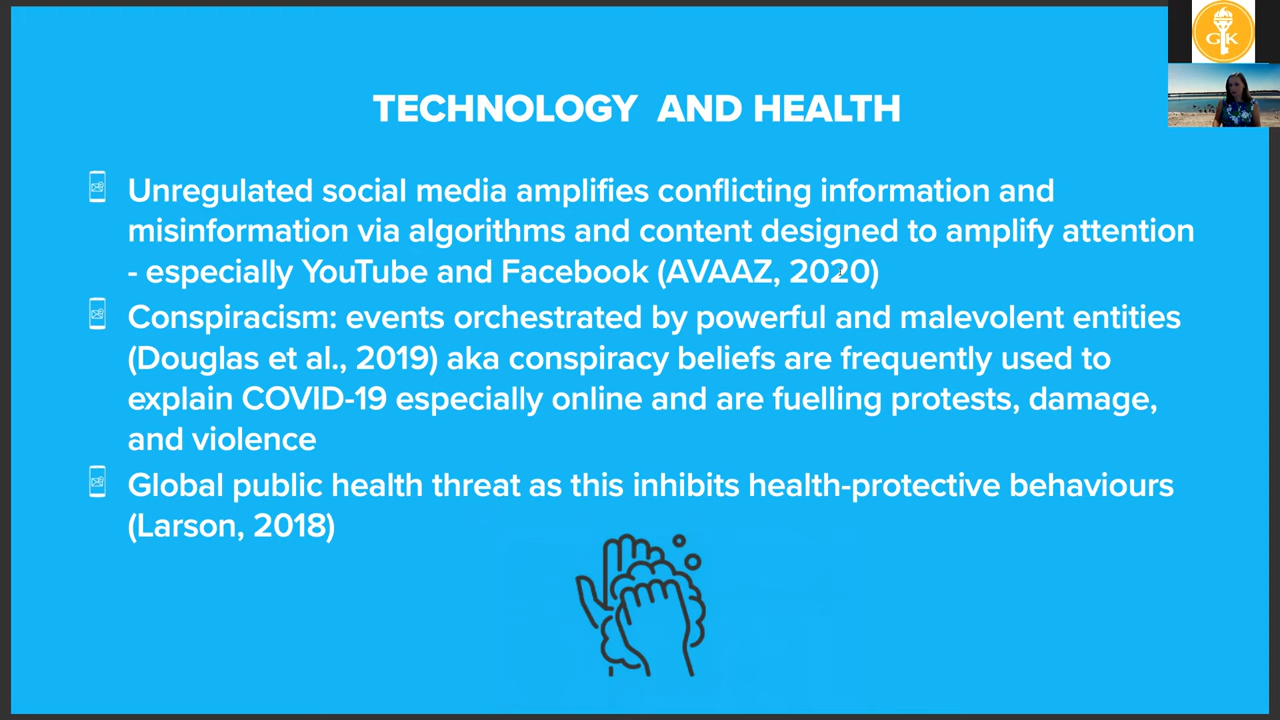 GK
TECHNOLOGY AND HEALTH
Unregulated social media amplifies conflicting information and
misinformation via algorithms and content designed to amplify attention
- especially YouTube and Facebook (AVAAZ, 2020)
Conspiracism: events orchestrated by powerful and malevolent entities
(Douglas et al., 2019) aka conspiracy beliefs are frequently used to
explain COVID-19 especially online and are fuelling protests, damage,
and violence
Global public health threat as this inhibits health-protective behaviours
(Larson, 2018)